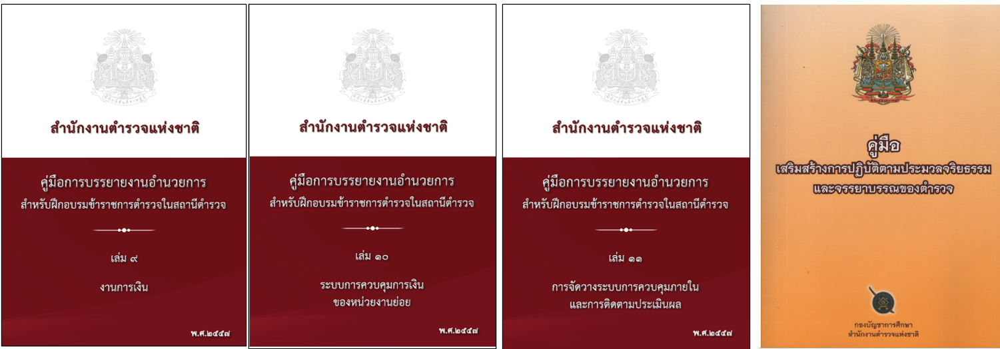 สำนักงานตำรวจแห่งชาติ
คู่มือการบรรยายงานอำนวยการ
สำหรับฝึกอบรมข้าราชการตำรวจในสถานีตำรวจ
เล่ม ๙
งานการเงิน
พ.ศ.๒๕๕๗
สำนักงานตำรวจแห่งชาติ
คู่มือการบรรยายงานอำนวยการ
สำหรับฝึกอบรมข้าราชการตำรวจในสถานีตำรวจ
เล่ม ๑๐
ระบบการควบคุมการเงิน
ของหน่วยงานย่อย
พ.ศ.๒๕๕๗
สำนักงานตำรวจแห่งชาติ
คู่มือการบรรยายงานอำนวยการ
สำหรับฝึกอบรมข้าราชการตำรวจในสถานีตำรวจ
เล่ม ๑๑
การจัดวางระบบการควบคุมภายใน
และการติดตามประเมินผล
พ.ศ.๒๕๕๗
คู่มือ
เสริมสร้างการปฏิบัติตามประมวลจริยธรรม
และจรรยาบรรณของตำรวจ
กองบัญชาการศึกษา
สำนักงานตำรวจแห่งชาติ